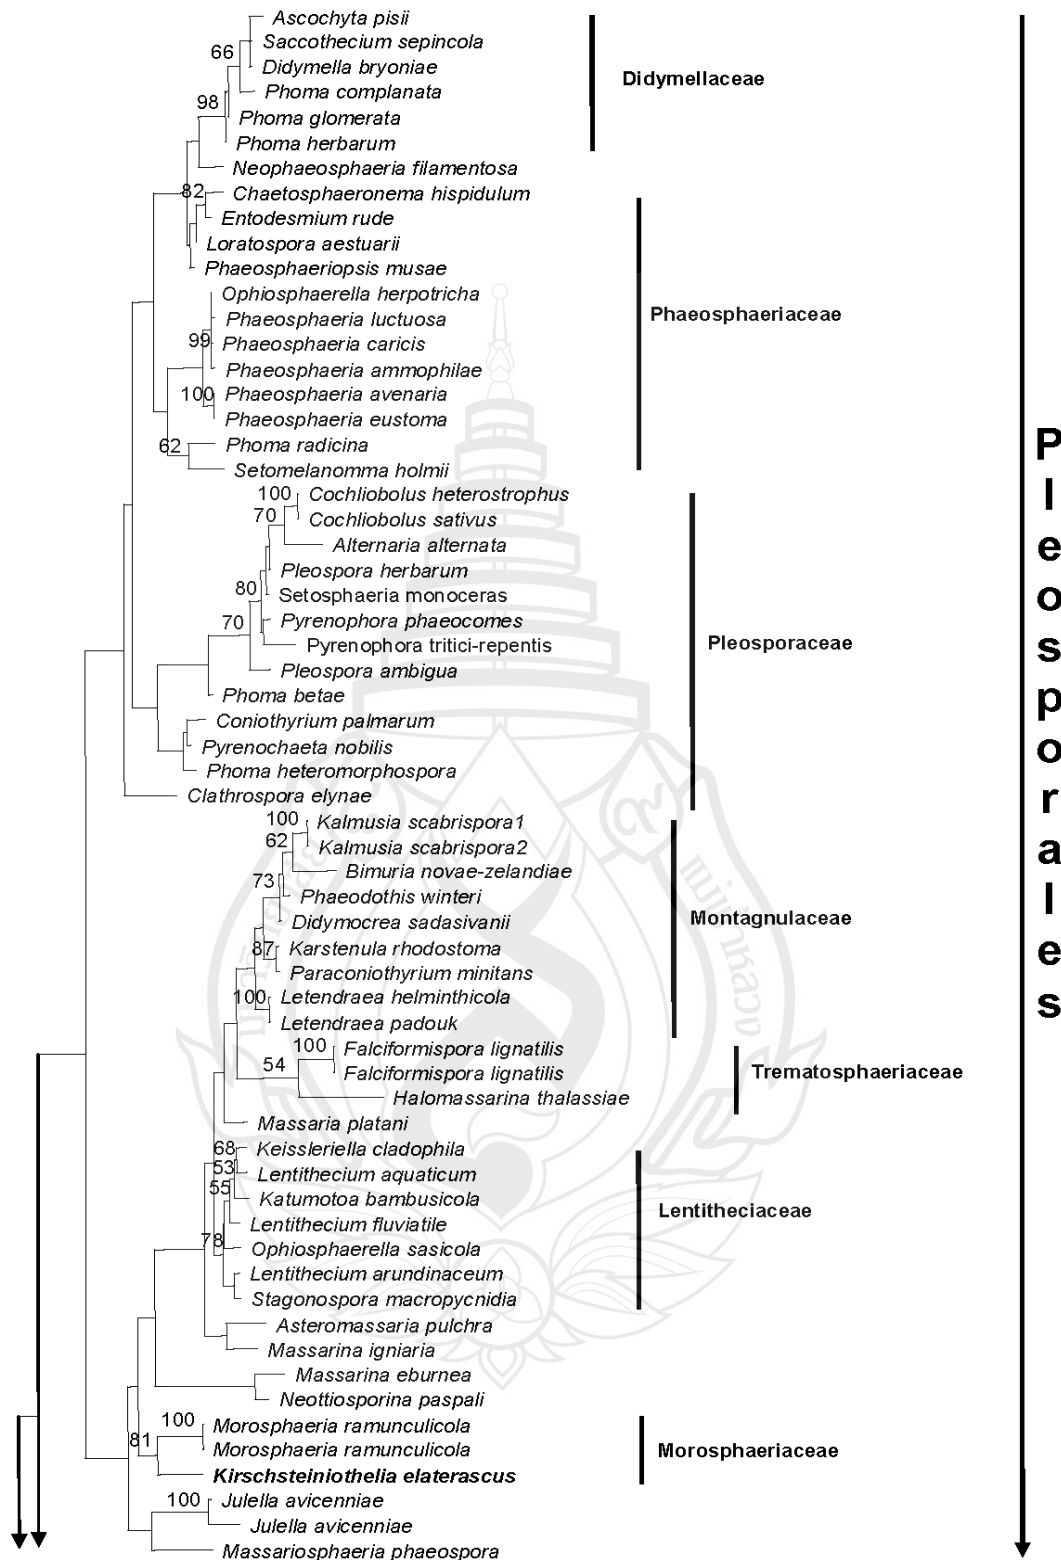 Ascochyta pisii
Saccothecium sepincola
66
Didymella bryoniae
Didymellaceae
Phoma complanata
98
Phoma glomerata
Phoma herbarum
Neophaeosphaeria filamentosa
82
Chaetosphaeronema hispidulum
Entodesmium rude
Loratospora aestuarii
Phaeosphaeriopsis musae
Ophiosphaerella herpotricha
Phaeosphaeriaceae
Phaeosphaeria luctuosa
99
Phaeosphaeria caricis
Phaeosphaeria ammophilae
100
Phaeosphaeria avenaria
Phaeosphaeria eustoma
62
Phoma radicina
Setomelanomma holmii
100
Cochliobolus heterostrophus
70
Cochliobolus sativus
Alternaria alternata
Pleospora herbarum
80
Setosphaeria monoceras
70
Pyrenophora phaeocomes
Pyrenophora tritici-repentis
Pleosporaceae
Pleospora ambigua
Phoma betae
Coniothyrium palmarum
Pyrenochaeta nobilis
Phoma heteromorphospora
Clathrospora elynae
100
Kalmusia scabrispora1
62
Kalmusia scabrispora2
Bimuria novae-zelandiae
73
Phaeodothis winteri
Didymocrea sadasivanii
Montagnulaceae
87
Karstenula rhodostoma
Paraconiothyrium minitans
100
Letendraea helminthicola
Letendraea padouk
100
Falciformispora lignatilis
54
Falciformispora lignatilis
Trematosphaeriaceae
Halomassarina thalassiae
Massaria platani
68
Keissleriella cladophila
53
Lentithecium aquaticum
55
Katumotoa bambusicola
Lentitheciaceae
Lentithecium fluviatile
78
Ophiosphaerella sasicola
Lentithecium arundinaceum
Stagonospora macropycnidia
Asteromassaria pulchra
Massarina igniaria
Massarina eburnea
Neottiosporina paspali
100
Morosphaeria ramunculicola
81
Morosphaeria ramunculicola
Morosphaeriaceae
Kirschsteiniothelia elaterascus
100
Julella avicenniae
Julella avicenniae
Massariosphaeria phaeospora
Pleosporales